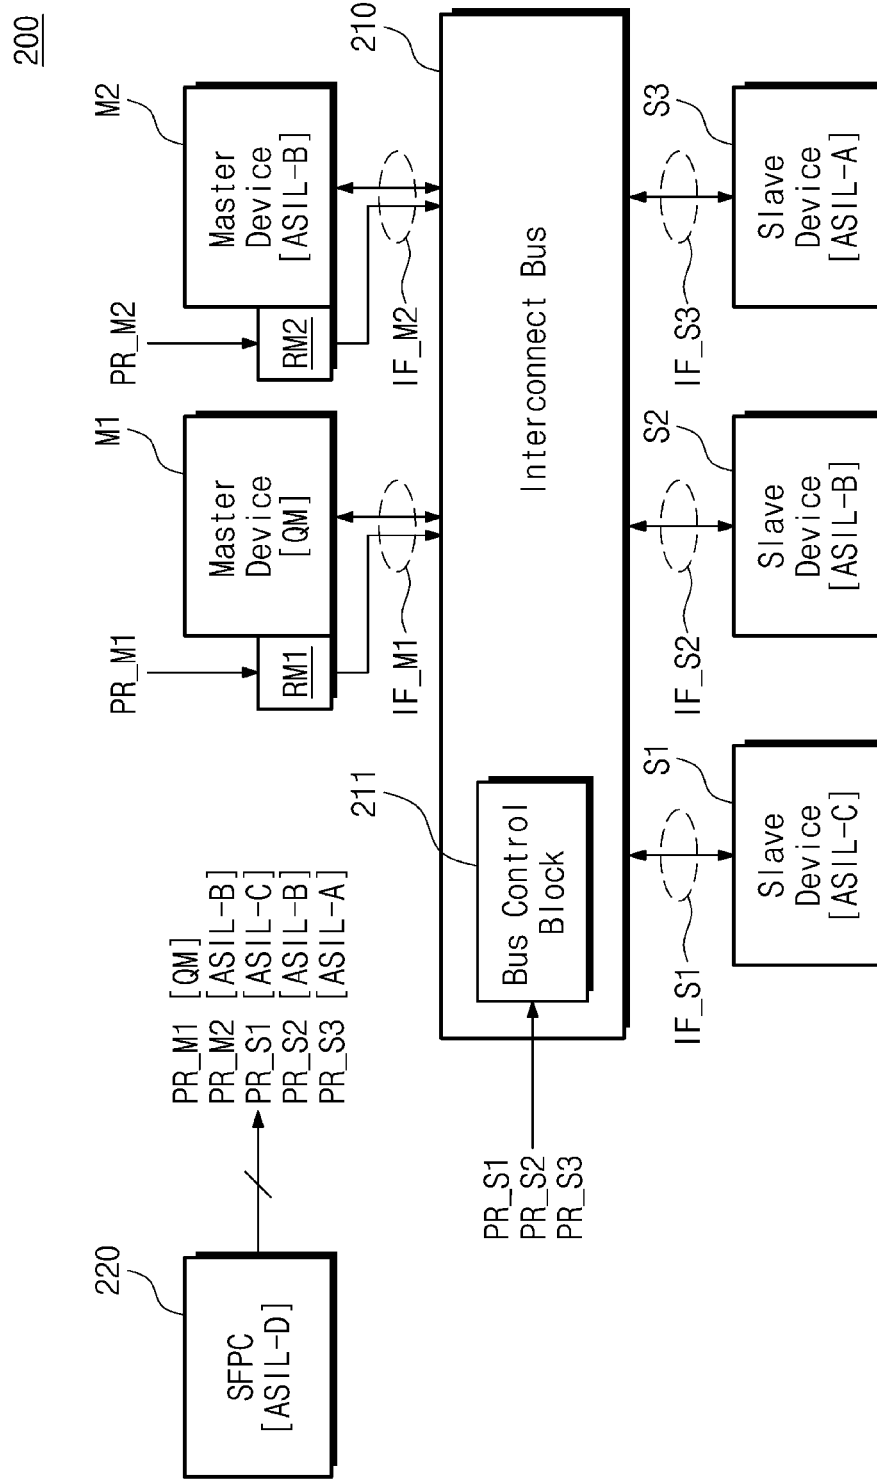 200
220
SFPC
[ASIL-D]
PR_M1 [QM]
PR_M2 [ASIL-B]
PR_S1 [ASIL-C]
PR_S2 [ASIL-B]
PR_S3 [ASIL-A]
PR_M1
RM1
M1
Master
Device
[QM]
IF_M1
PR_M2
RM2
M2
Master
Device
[ASIL-B]
IF_M2
210
211
PR_S1
PR_S2
PR_S3
Bus Control
Block
Interconnect Bus
IF_S1
S1
Slave
Device
[ASIL-C]
IF_S2
S2
Slave
Device
[ASIL-B]
IF_S3
S3
Slave
Device
[ASIL-A]